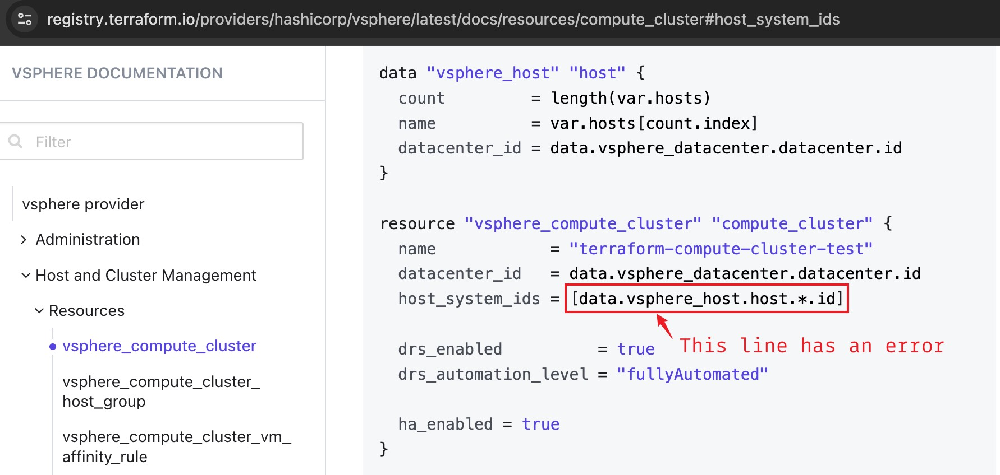 registry.terraform.io/providers/hashicorp/vsphere/latest/docs/resources/compute_cluster#host_system_ids
VSPHERE DOCUMENTATION
Filter
vsphere provider
Administration
Host and Cluster Management
Resources
vsphere_compute_cluster
vsphere_compute_cluster_
host_group
vsphere_compute_cluster_vm_
affinity_rule
data "vsphere_host" "host" {
  count         = length(var.hosts)
  name          = var.hosts[count.index]
  datacenter_id = data.vsphere_datacenter.datacenter.id
}
resource "vsphere_compute_cluster" "compute_cluster" {
  name            = "terraform-compute-cluster-test"
  datacenter_id   = data.vsphere_datacenter.datacenter.id
  host_system_ids = [data.vsphere_host.host.*.id]
This line has an error
  drs_enabled          = true
  drs_automation_level = "fullyAutomated"
  ha_enabled = true
}